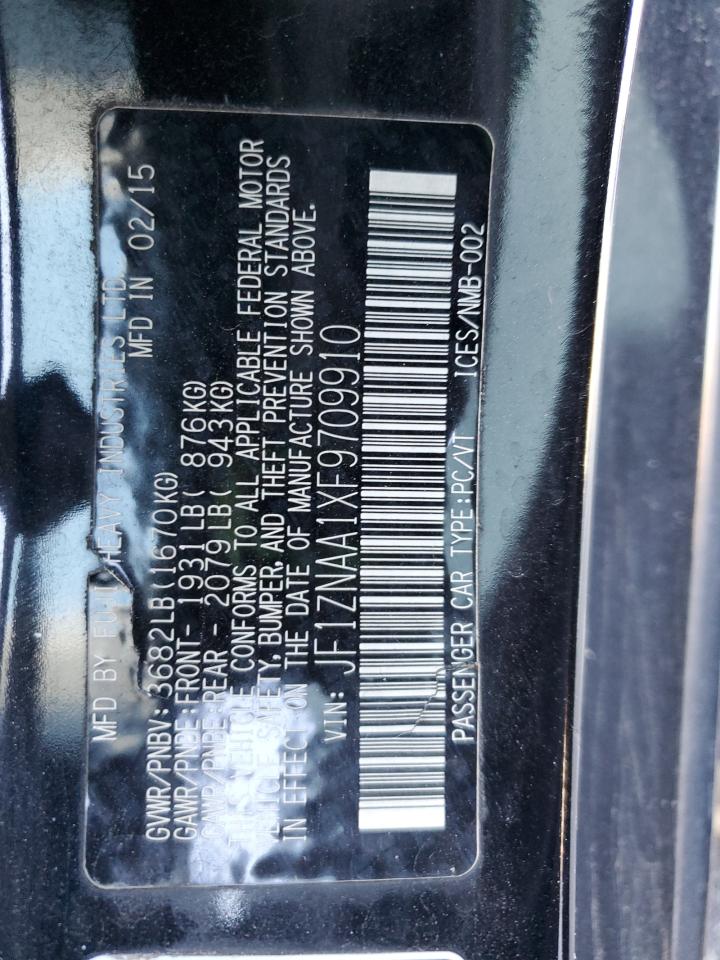 MFD BY FUJI HEAVY INDUSTRIES LTD. MFD IN 02/15
GVWR/PNBV: 3682LB(1670KG)
GAWR/PNBE:FRONT- 1931LB( 876KG)
GAWR/PNBE:REAR - 2079LB( 943KG)
THIS VEHICLE CONFORMS TO ALL APPLICABLE FEDERAL MOTOR
VEHICLE SAFETY,BUMPER, AND THEFT PREVENTION STANDARDS
IN EFFECT ON THE DATE OF MANUFACTURE SHOWN ABOVE.
VIN: JF1ZNAA1XF9709910
PASSENGER CAR TYPE:PC/VT ICES/NMB-002